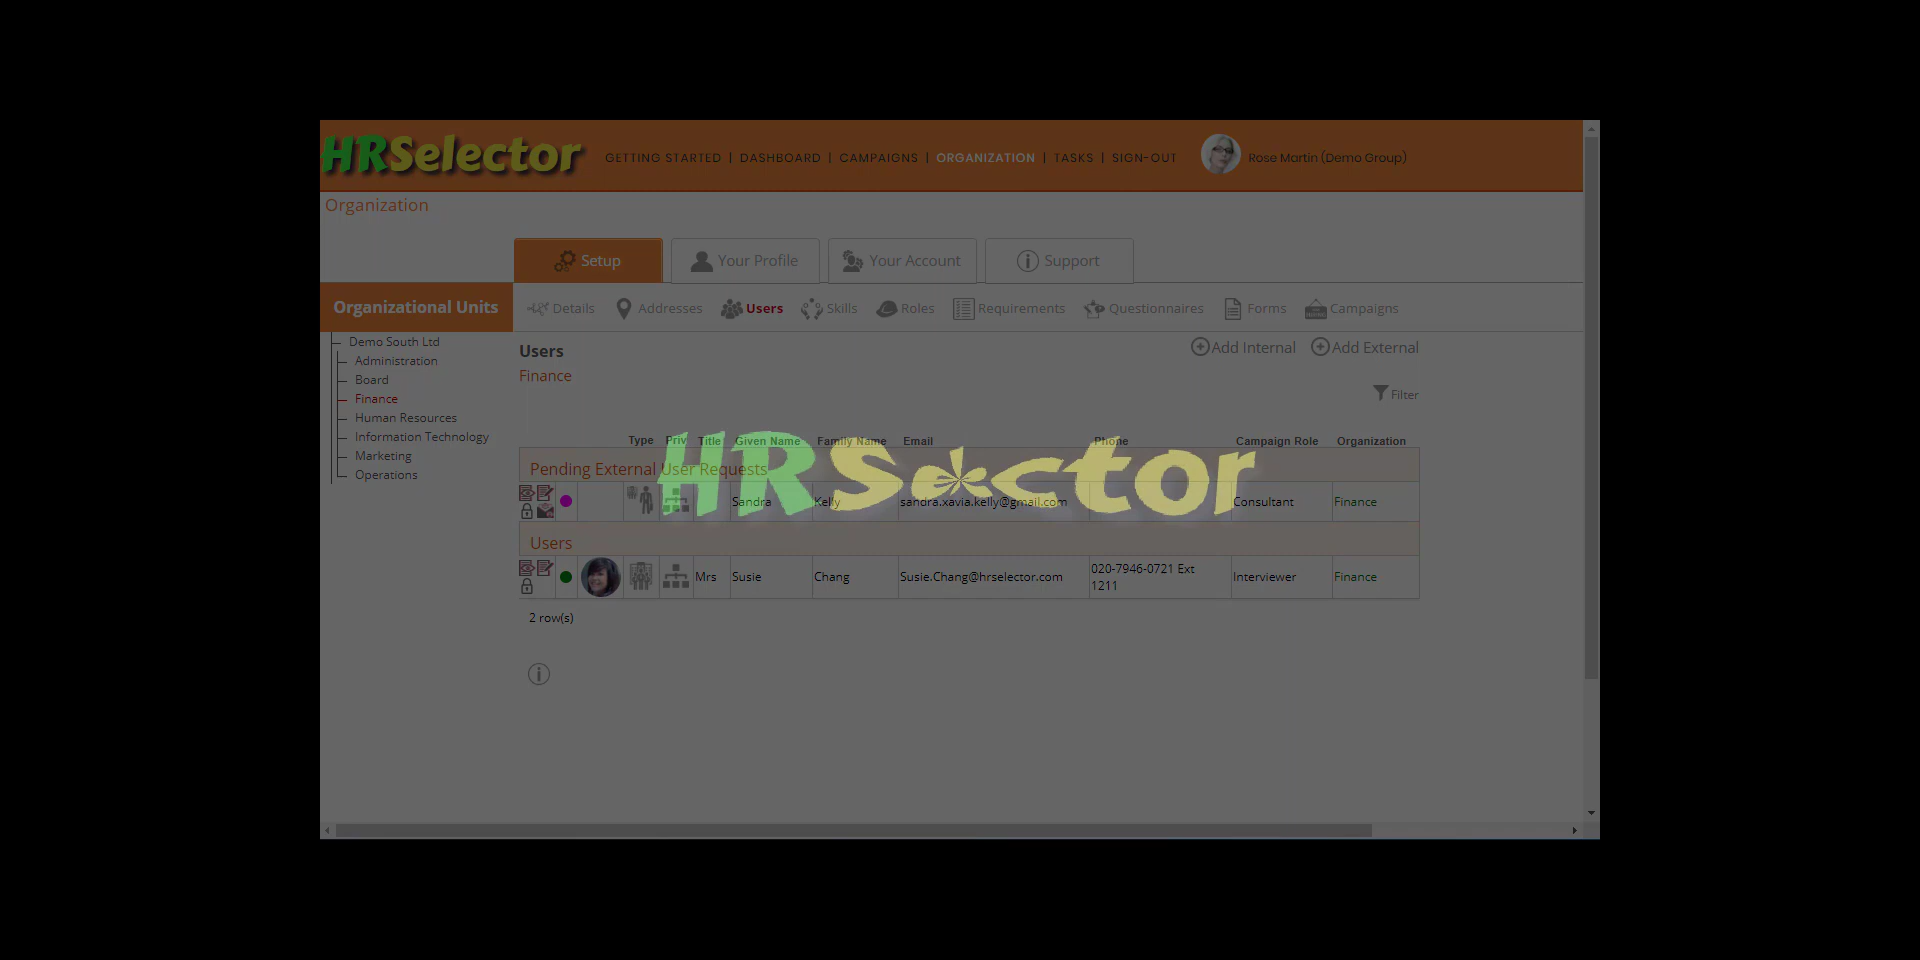 HRSelector
GETTING STARTED | DASHBOARD | CAMPAIGNS | ORGANIZATION | TASKS | SIGN-OUT
Rose Martin (Demo Group)
Organization
Setup
Your Profile
Your Account
Support
Organizational Units
Details
Addresses
Users
Skills
Roles
Requirements
Questionnaires
Forms
Campaigns
Demo South Ltd
Administration
Board
Finance
Human Resources
Information Technology
Marketing
Operations
Users
Add Internal
Add External
Finance
Filter
Type Priv Title Given Name Family Name Email Phone Campaign Role Organization
HRSector
Pending External User Requests
Sandra Kelly sandra.xavia.kelly@gmail.com Consultant Finance
Users
Mrs Susie Chang Susie.Chang@hrselector.com 020-7946-0721 Ext 1211 Interviewer Finance
2 row(s)